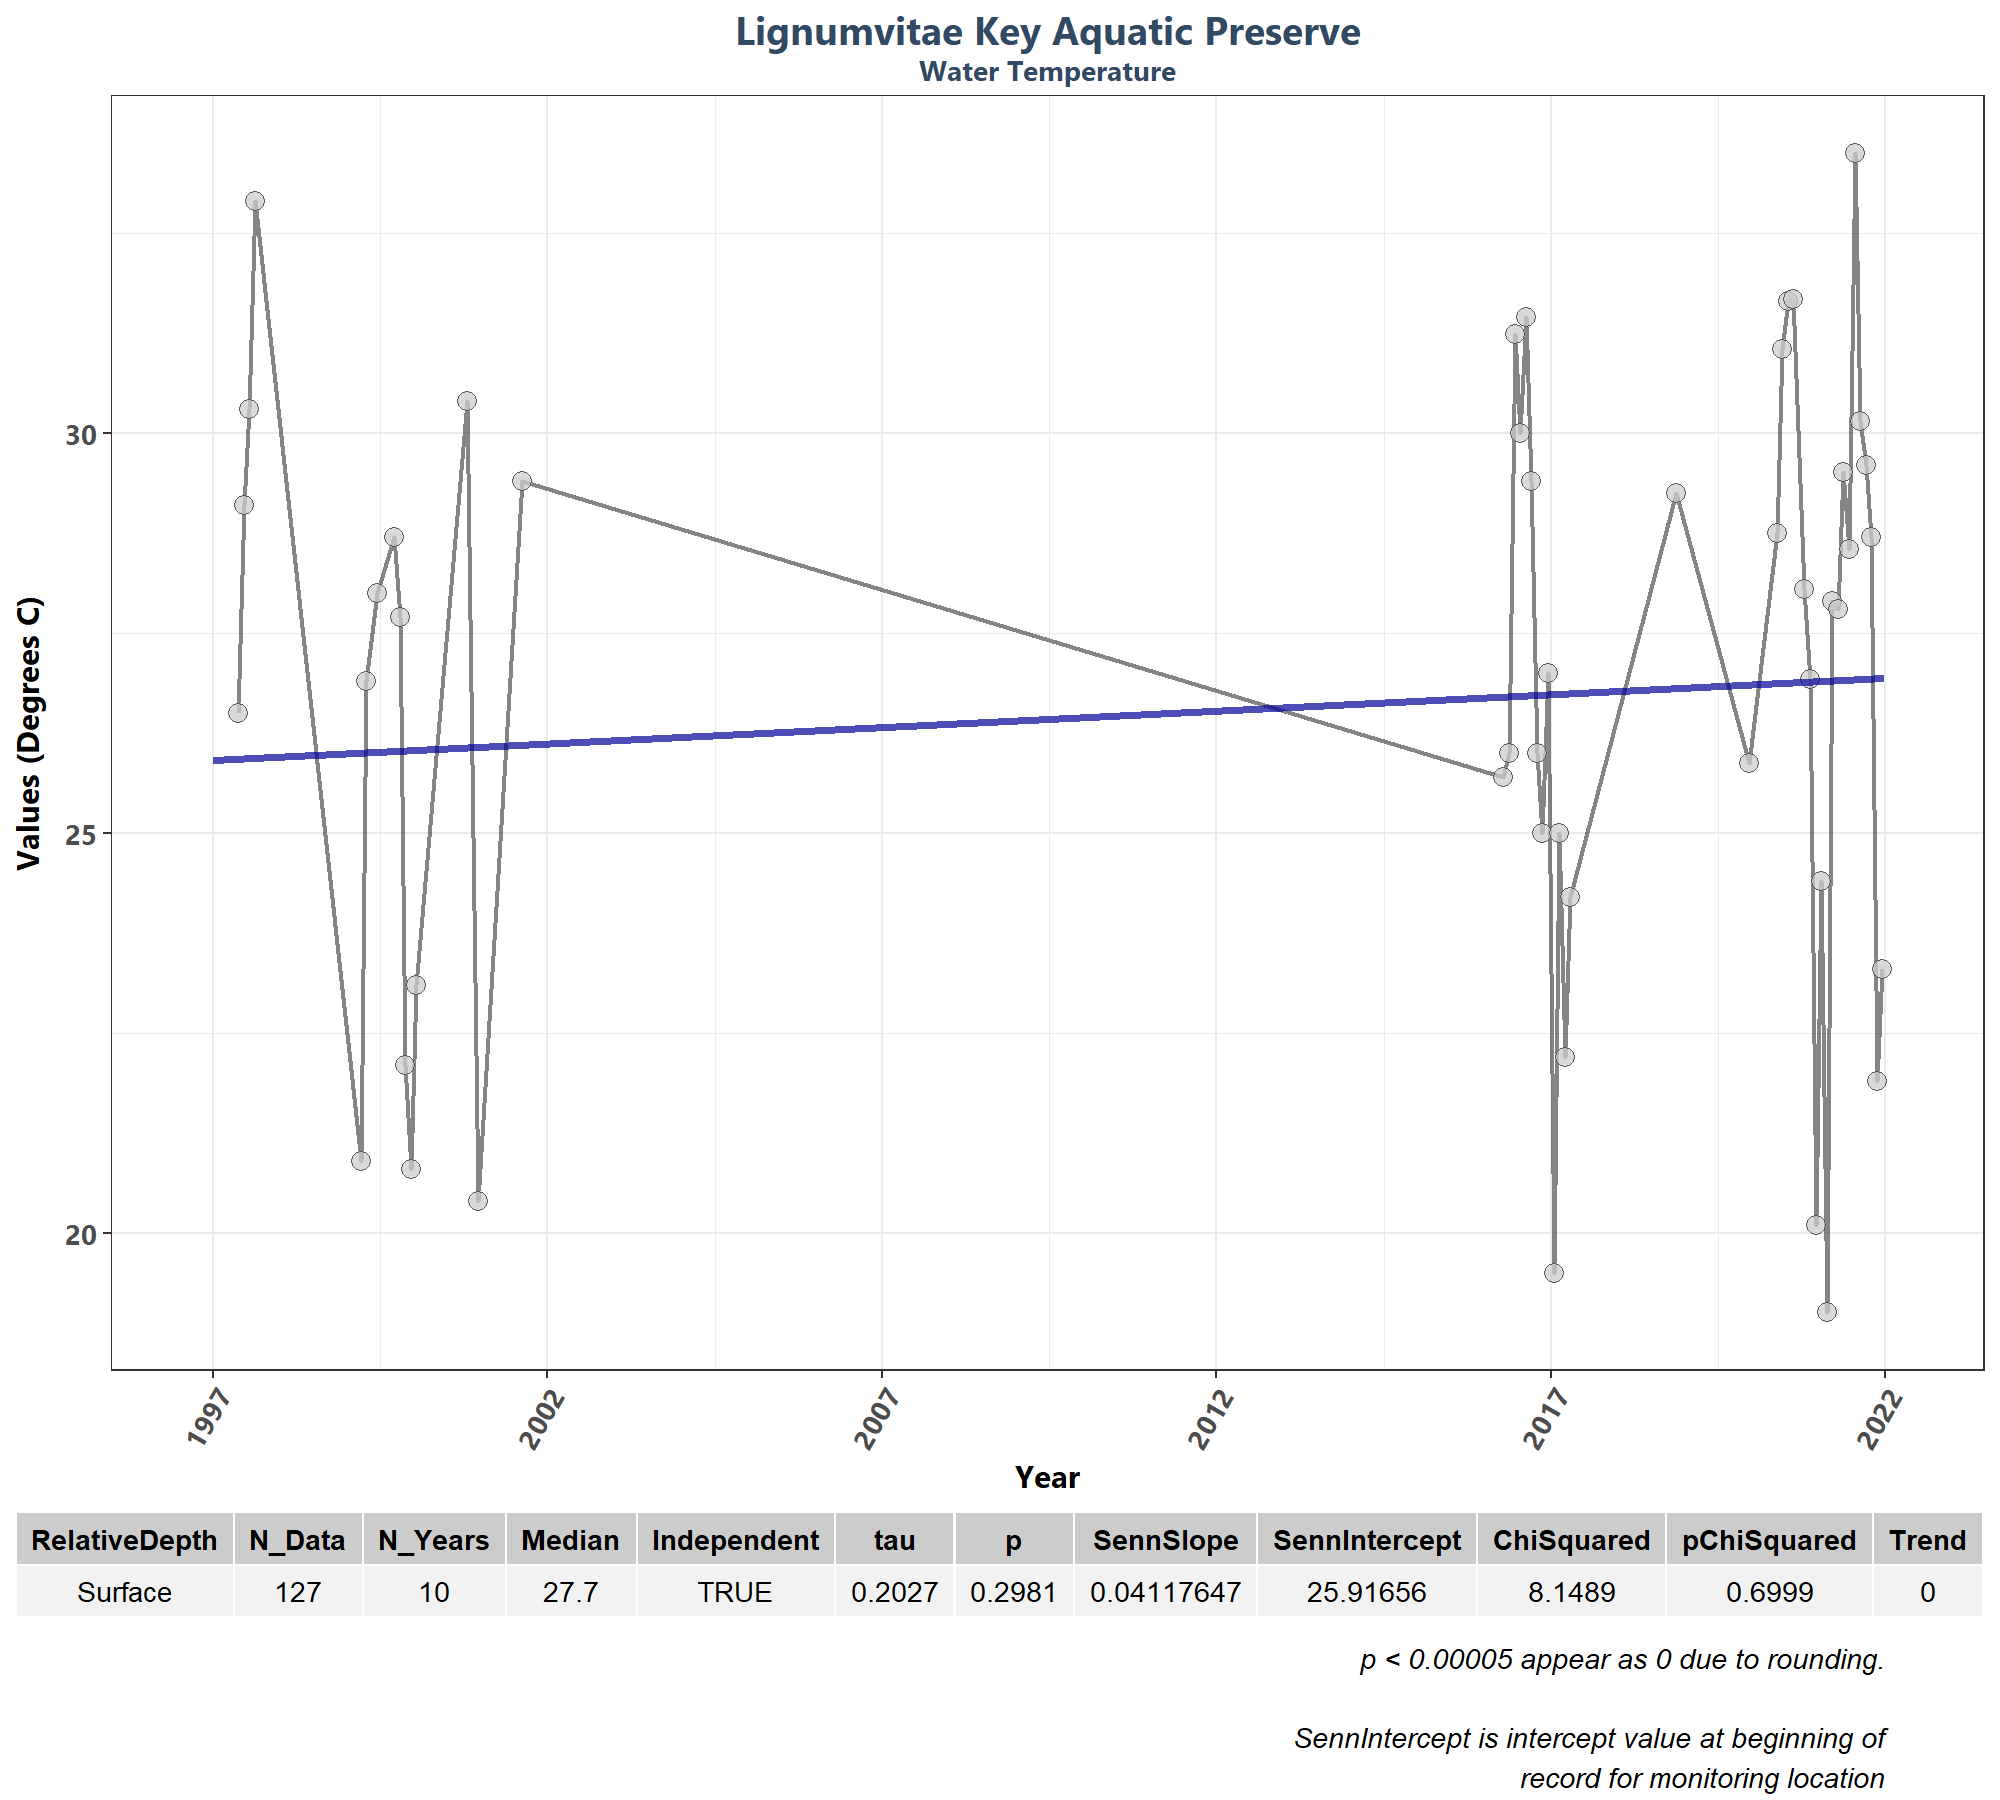 Lignumvitae Key Aquatic Preserve
Water Temperature
Values (Degrees C)
30
25
20
1997
2002
2007
2012
2017
2022
Year
RelativeDepth N_Data N_Years Median Independent tau p SennSlope SennIntercept ChiSquared pChiSquared Trend
Surface 127 10 27.7 TRUE 0.2027 0.2981 0.04117647 25.91656 8.1489 0.6999 0
p < 0.00005 appear as 0 due to rounding.
SennIntercept is intercept value at beginning of
record for monitoring location